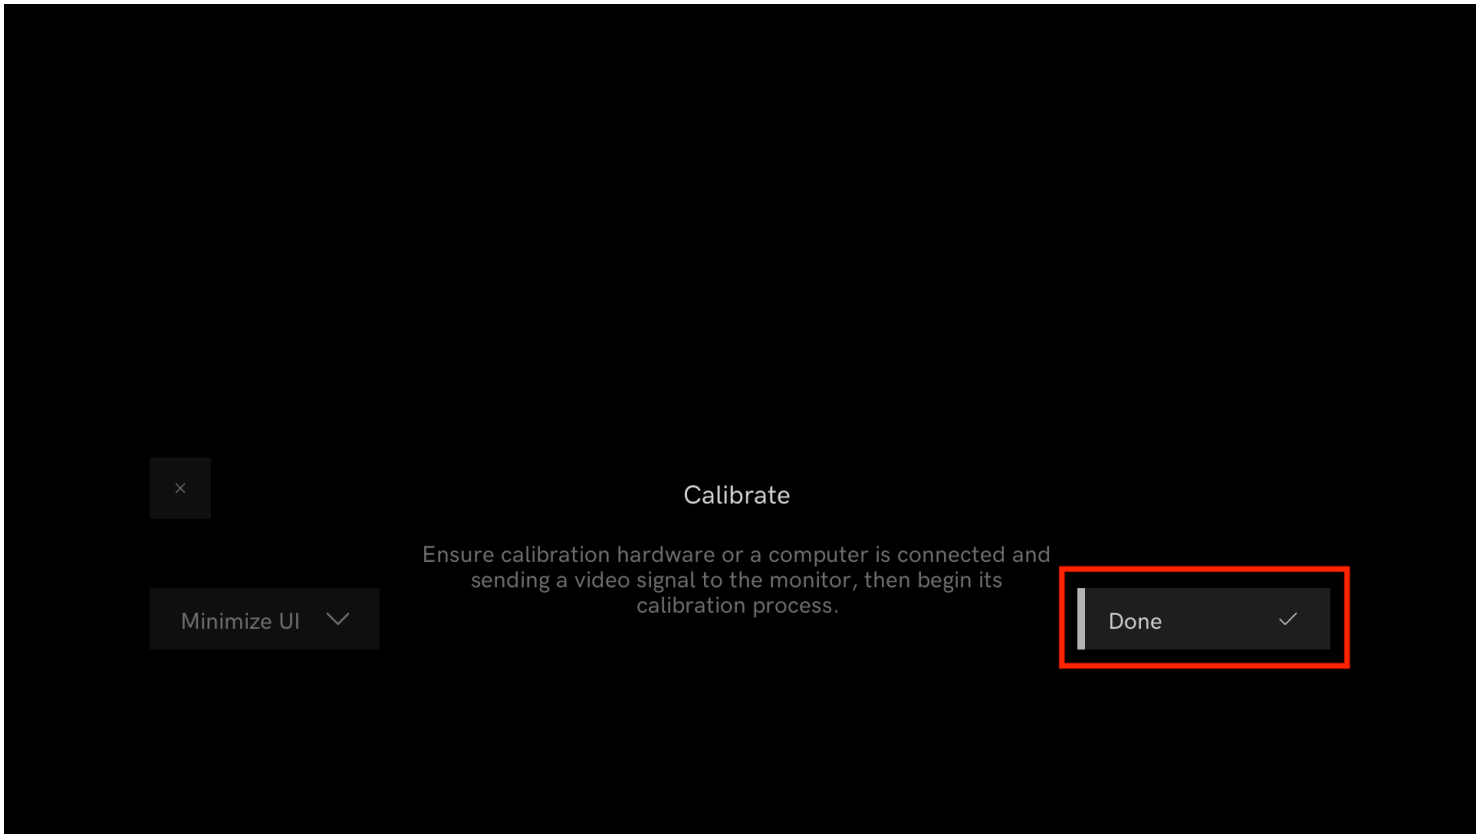 Calibrate
Ensure calibration hardware or a computer is connected and
sending a video signal to the monitor, then begin its
calibration process.
Minimize UI
Done